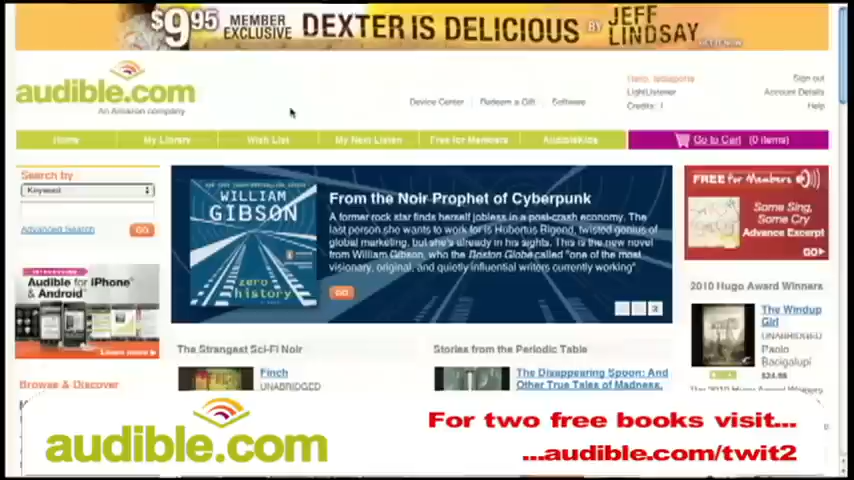 $9.95 MEMBER EXCLUSIVE DEXTER IS DELICIOUS BY JEFF LINDSAY
audible.com
An Amazon company
Device Center
Redeem a Gift
Software
LightListener
Credits: 1
Sign out
Account Details
Help
Home
My Library
Wish List
My Next Listen
Free for Members
AudibleKids
Go to Cart (0 items)
Search by
Keyword
Advanced Search
GO
Audible for iPhone
& Android
Learn more
Browse & Discover
WILLIAM
GIBSON
zero
history
From the Noir Prophet of Cyberpunk
A former rock star finds herself jobless in a post-crash economy. The
last person she wants to work for is Hubertus Bigend, twisted genius of
global marketing, but she's already in his sights. This is the new novel
from William Gibson, who the Boston Globe called "one of the most
visionary, original, and quietly influential writers currently working"
GO
The Strangest Sci-Fi Noir
Finch
UNABRIDGED
Stories from the Periodic Table
The Disappearing Spoon: And
Other True Tales of Madness,
FREE for Members
Some Sing,
Some Cry
Advance Excerpt
GO
2010 Hugo Award Winners
The Windup
Girl
UNABRIDGED
Paolo
Bacigalupi
$24.95
audible.com
For two free books visit...
...audible.com/twit2